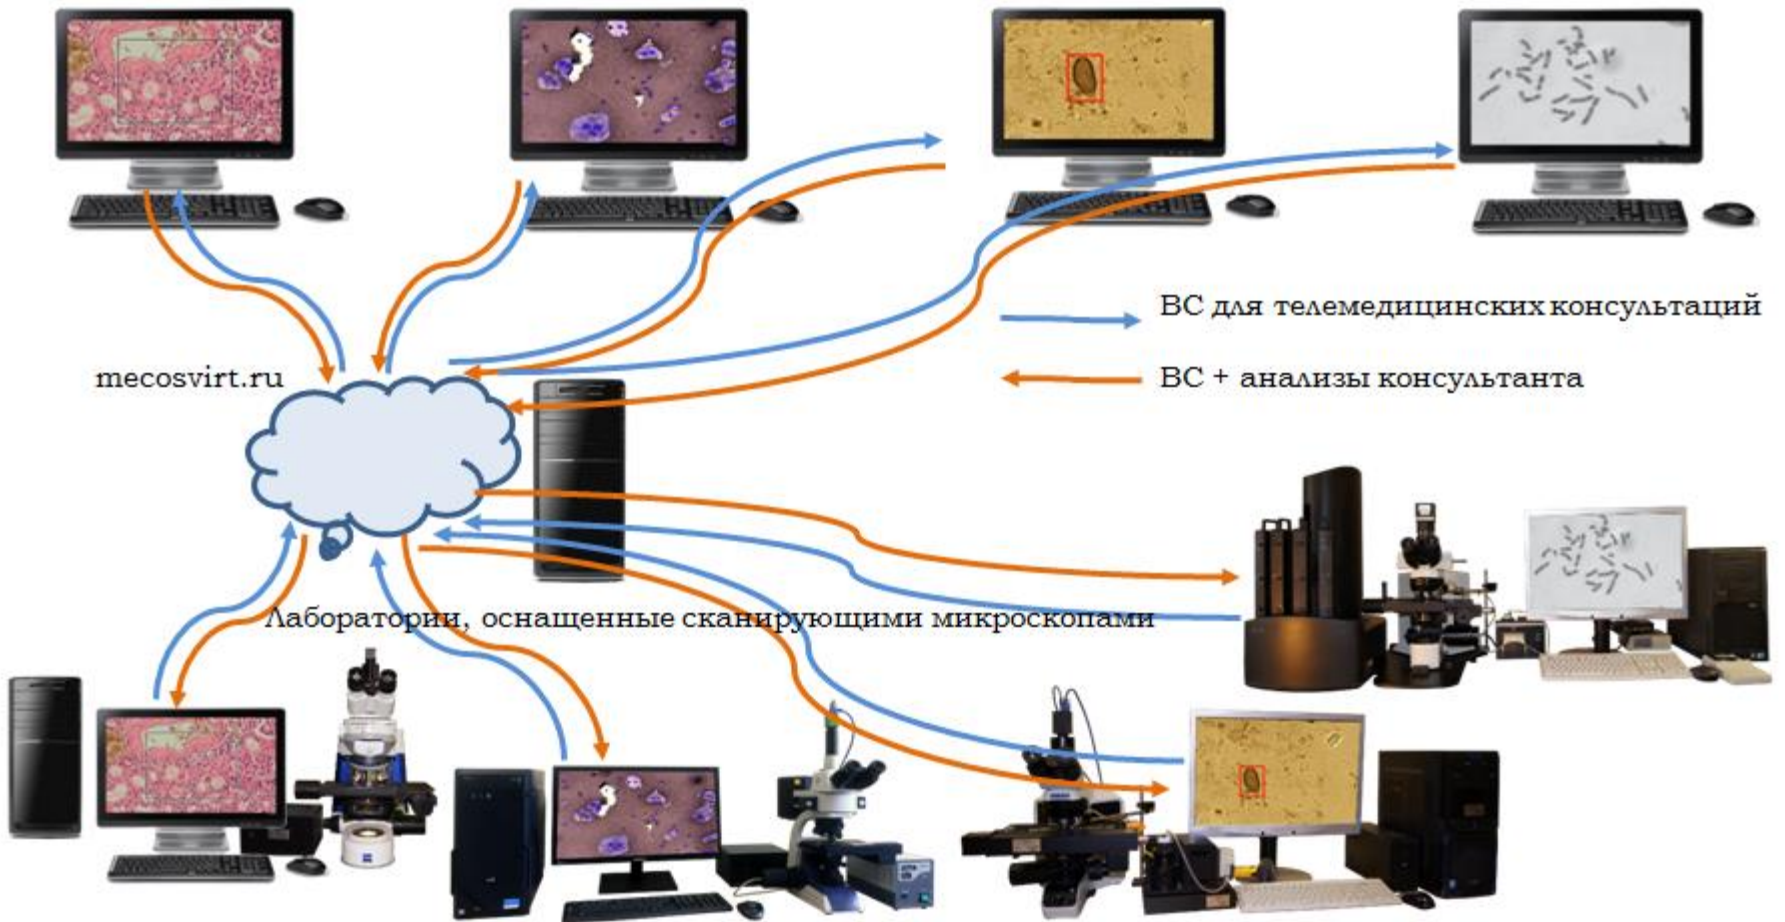 ВС для телемедицинских консультаций
mecosvirt.ru
ВС + анализы консультанта
Лаборатории, оснащенные сканирующими микроскопами